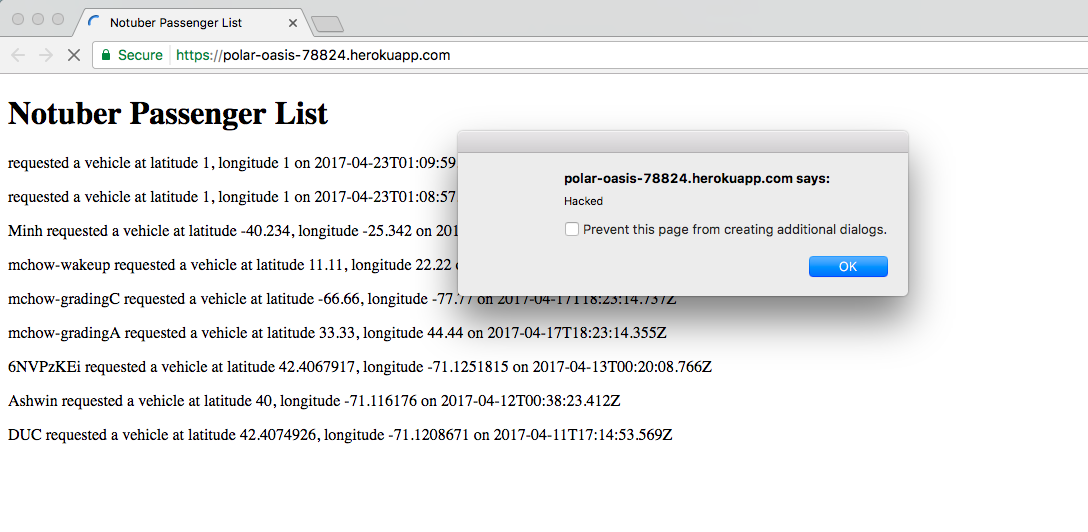 Notuber Passenger List
Secure https://polar-oasis-78824.herokuapp.com
Notuber Passenger List
requested a vehicle at latitude 1, longitude 1 on 2017-04-23T01:09:59
requested a vehicle at latitude 1, longitude 1 on 2017-04-23T01:08:57
Minh requested a vehicle at latitude -40.234, longitude -25.342 on 201
mchow-wakeup requested a vehicle at latitude 11.11, longitude 22.22
mchow-gradingC requested a vehicle at latitude -66.66, longitude -77.77 on 2017-04-17T18:23:14.737Z
mchow-gradingA requested a vehicle at latitude 33.33, longitude 44.44 on 2017-04-17T18:23:14.355Z
6NVPzKEi requested a vehicle at latitude 42.4067917, longitude -71.1251815 on 2017-04-13T00:20:08.766Z
Ashwin requested a vehicle at latitude 40, longitude -71.116176 on 2017-04-12T00:38:23.412Z
DUC requested a vehicle at latitude 42.4074926, longitude -71.1208671 on 2017-04-11T17:14:53.569Z
polar-oasis-78824.herokuapp.com says:
Hacked
Prevent this page from creating additional dialogs.
OK